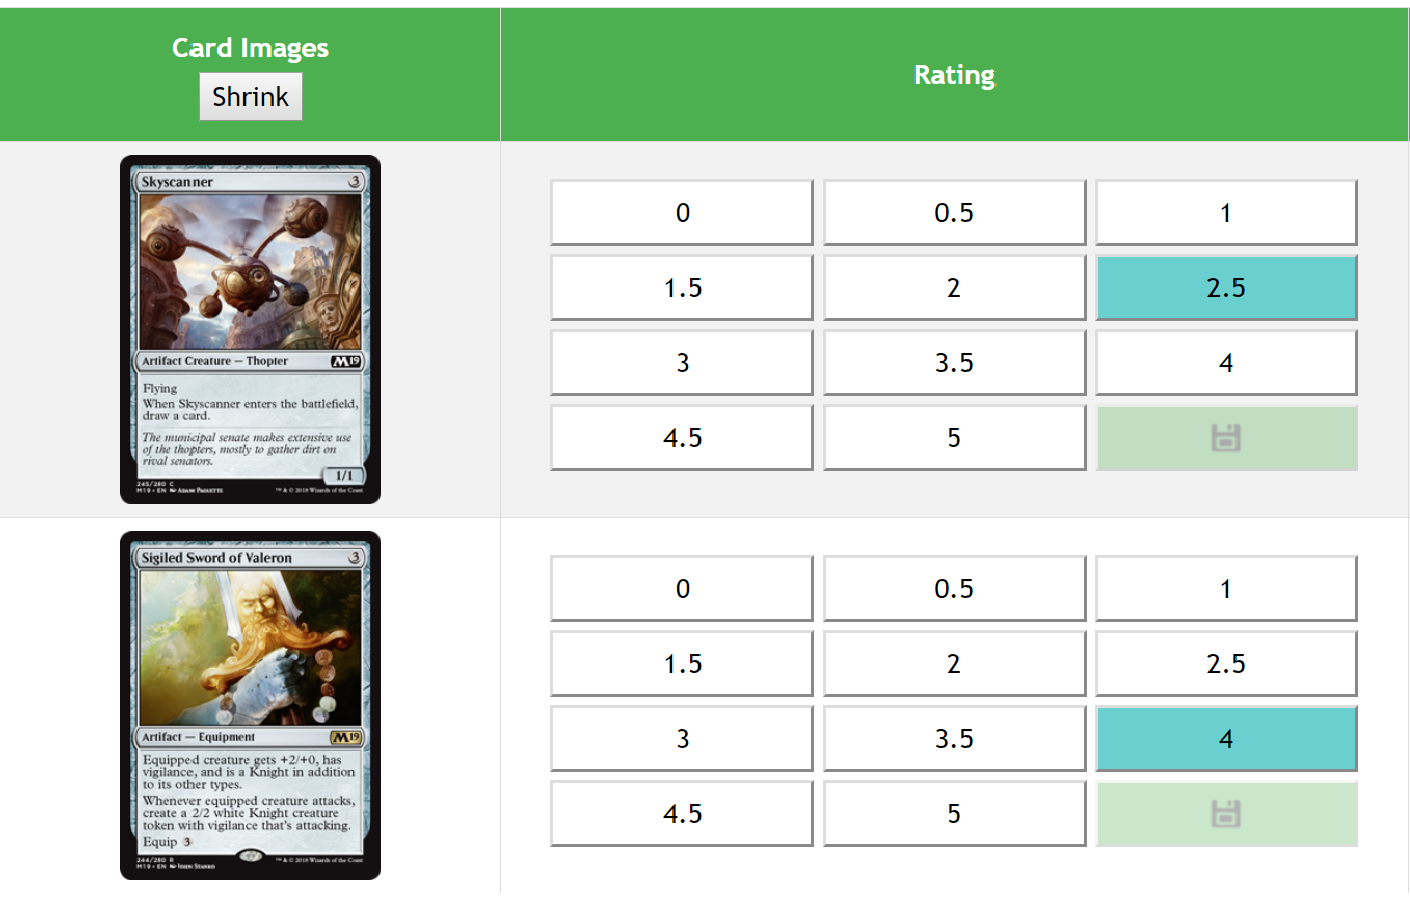 Card Images
Shrink
Rating
Skyscanner 3
Artifact Creature — Thopter M19
Flying
When Skyscanner enters the battlefield,
draw a card.
The municipal senate makes extensive use
of the thopters, mostly to gather dirt on
rival senators.
1/1
245/280 C
M19 • EN Adam Paquette
™ & © 2018 Wizards of the Coast
0 0.5 1
1.5 2 2.5
3 3.5 4
4.5 5
Sigiled Sword of Valeron 3
Artifact — Equipment M19
Equipped creature gets +2/+0, has
vigilance, and is a Knight in addition
to its other types.
Whenever equipped creature attacks,
create a 2/2 white Knight creature
token with vigilance that's attacking.
Equip 3
244/280 R
M19 • EN
™ & © 2018 Wizards of the Coast
0 0.5 1
1.5 2 2.5
3 3.5 4
4.5 5